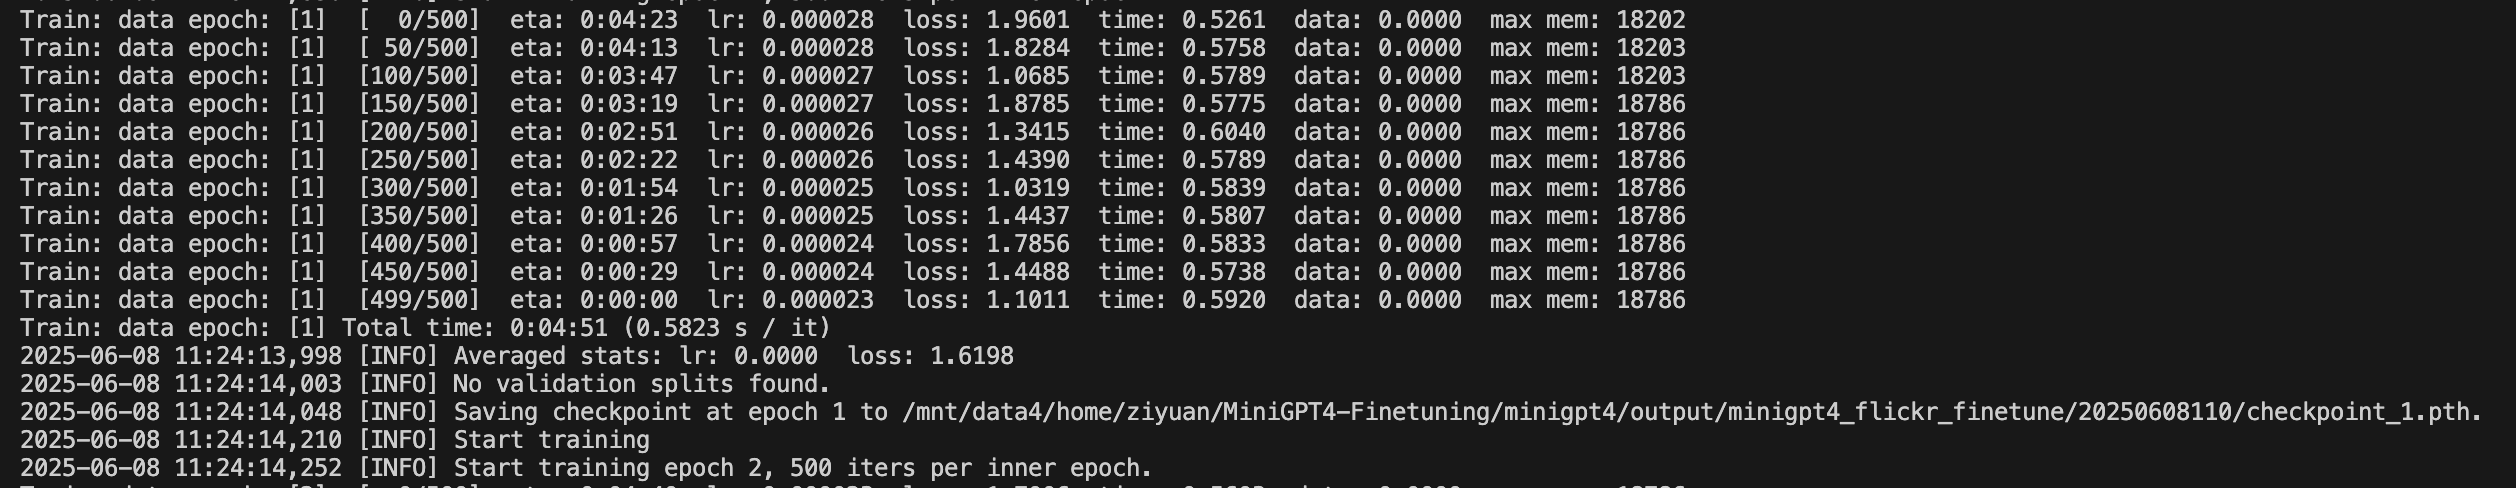 Train: data epoch: [1]  [  0/500]  eta: 0:04:23  lr: 0.000028  loss: 1.9601  time: 0.5261  data: 0.0000  max mem: 18202
Train: data epoch: [1]  [ 50/500]  eta: 0:04:13  lr: 0.000028  loss: 1.8284  time: 0.5758  data: 0.0000  max mem: 18203
Train: data epoch: [1]  [100/500]  eta: 0:03:47  lr: 0.000027  loss: 1.0685  time: 0.5789  data: 0.0000  max mem: 18203
Train: data epoch: [1]  [150/500]  eta: 0:03:19  lr: 0.000027  loss: 1.8785  time: 0.5775  data: 0.0000  max mem: 18786
Train: data epoch: [1]  [200/500]  eta: 0:02:51  lr: 0.000026  loss: 1.3415  time: 0.6040  data: 0.0000  max mem: 18786
Train: data epoch: [1]  [250/500]  eta: 0:02:22  lr: 0.000026  loss: 1.4390  time: 0.5789  data: 0.0000  max mem: 18786
Train: data epoch: [1]  [300/500]  eta: 0:01:54  lr: 0.000025  loss: 1.0319  time: 0.5839  data: 0.0000  max mem: 18786
Train: data epoch: [1]  [350/500]  eta: 0:01:26  lr: 0.000025  loss: 1.4437  time: 0.5807  data: 0.0000  max mem: 18786
Train: data epoch: [1]  [400/500]  eta: 0:00:57  lr: 0.000024  loss: 1.7856  time: 0.5833  data: 0.0000  max mem: 18786
Train: data epoch: [1]  [450/500]  eta: 0:00:29  lr: 0.000024  loss: 1.4488  time: 0.5738  data: 0.0000  max mem: 18786
Train: data epoch: [1]  [499/500]  eta: 0:00:00  lr: 0.000023  loss: 1.1011  time: 0.5920  data: 0.0000  max mem: 18786
Train: data epoch: [1] Total time: 0:04:51 (0.5823 s / it)
2025-06-08 11:24:13,998 [INFO] Averaged stats: lr: 0.0000  loss: 1.6198
2025-06-08 11:24:14,003 [INFO] No validation splits found.
2025-06-08 11:24:14,048 [INFO] Saving checkpoint at epoch 1 to /mnt/data4/home/ziyuan/MiniGPT4-Finetuning/minigpt4/output/minigpt4_flickr_finetune/20250608110/checkpoint_1.pth.
2025-06-08 11:24:14,210 [INFO] Start training
2025-06-08 11:24:14,252 [INFO] Start training epoch 2, 500 iters per inner epoch.